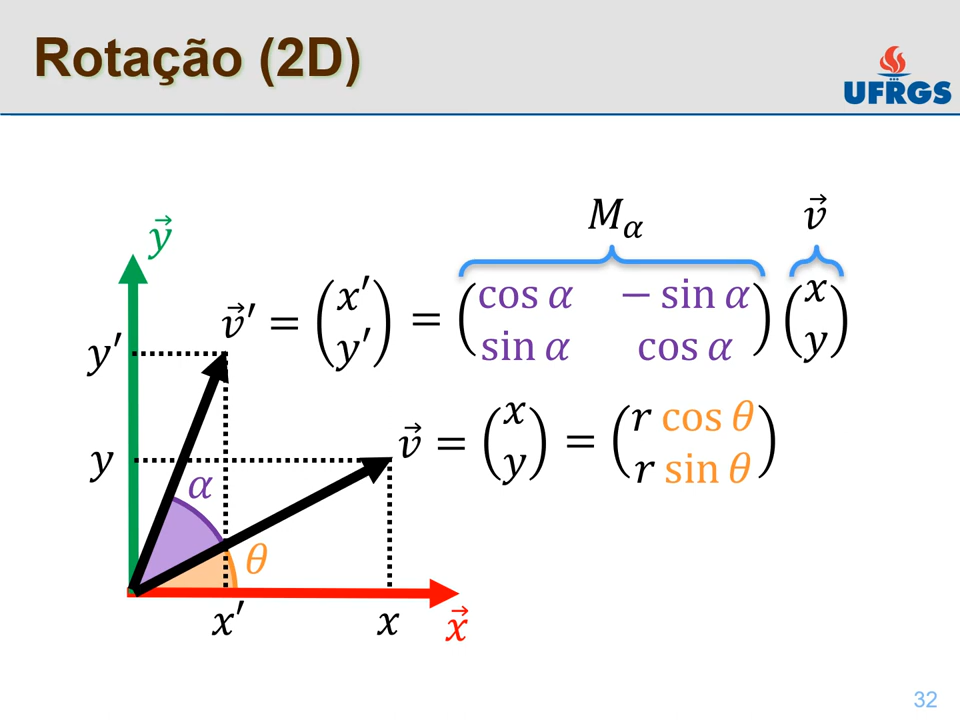 Rotação (2D)
UFRGS
M_α
v⃗
y⃗
v⃗′ = (x′ y′) = (cos α − sin α
sin α cos α) (x y)
y′
v⃗ = (x y) = (r cos θ
r sin θ)
y
α
θ
x′
x
x⃗
32